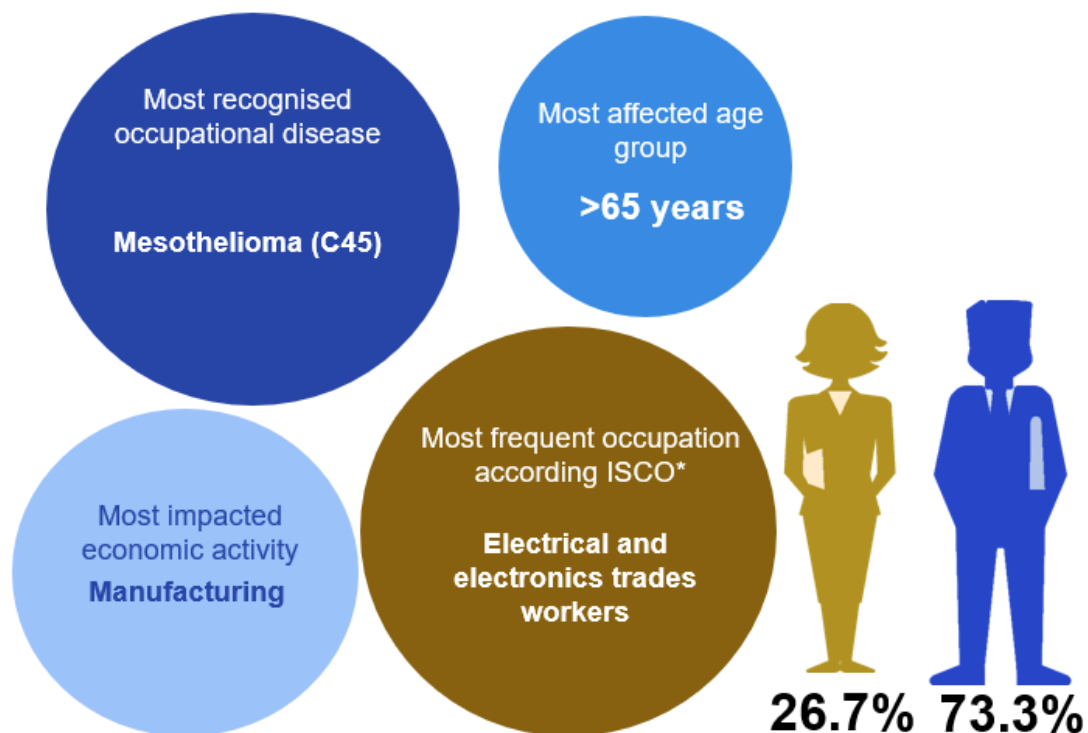 Most recognised
occupational disease
Mesothelioma (C45)
Most affected age
group
>65 years
Most impacted
economic activity
Manufacturing
Most frequent occupation
according ISCO*
Electrical and
electronics trades
workers
26.7% 73.3%